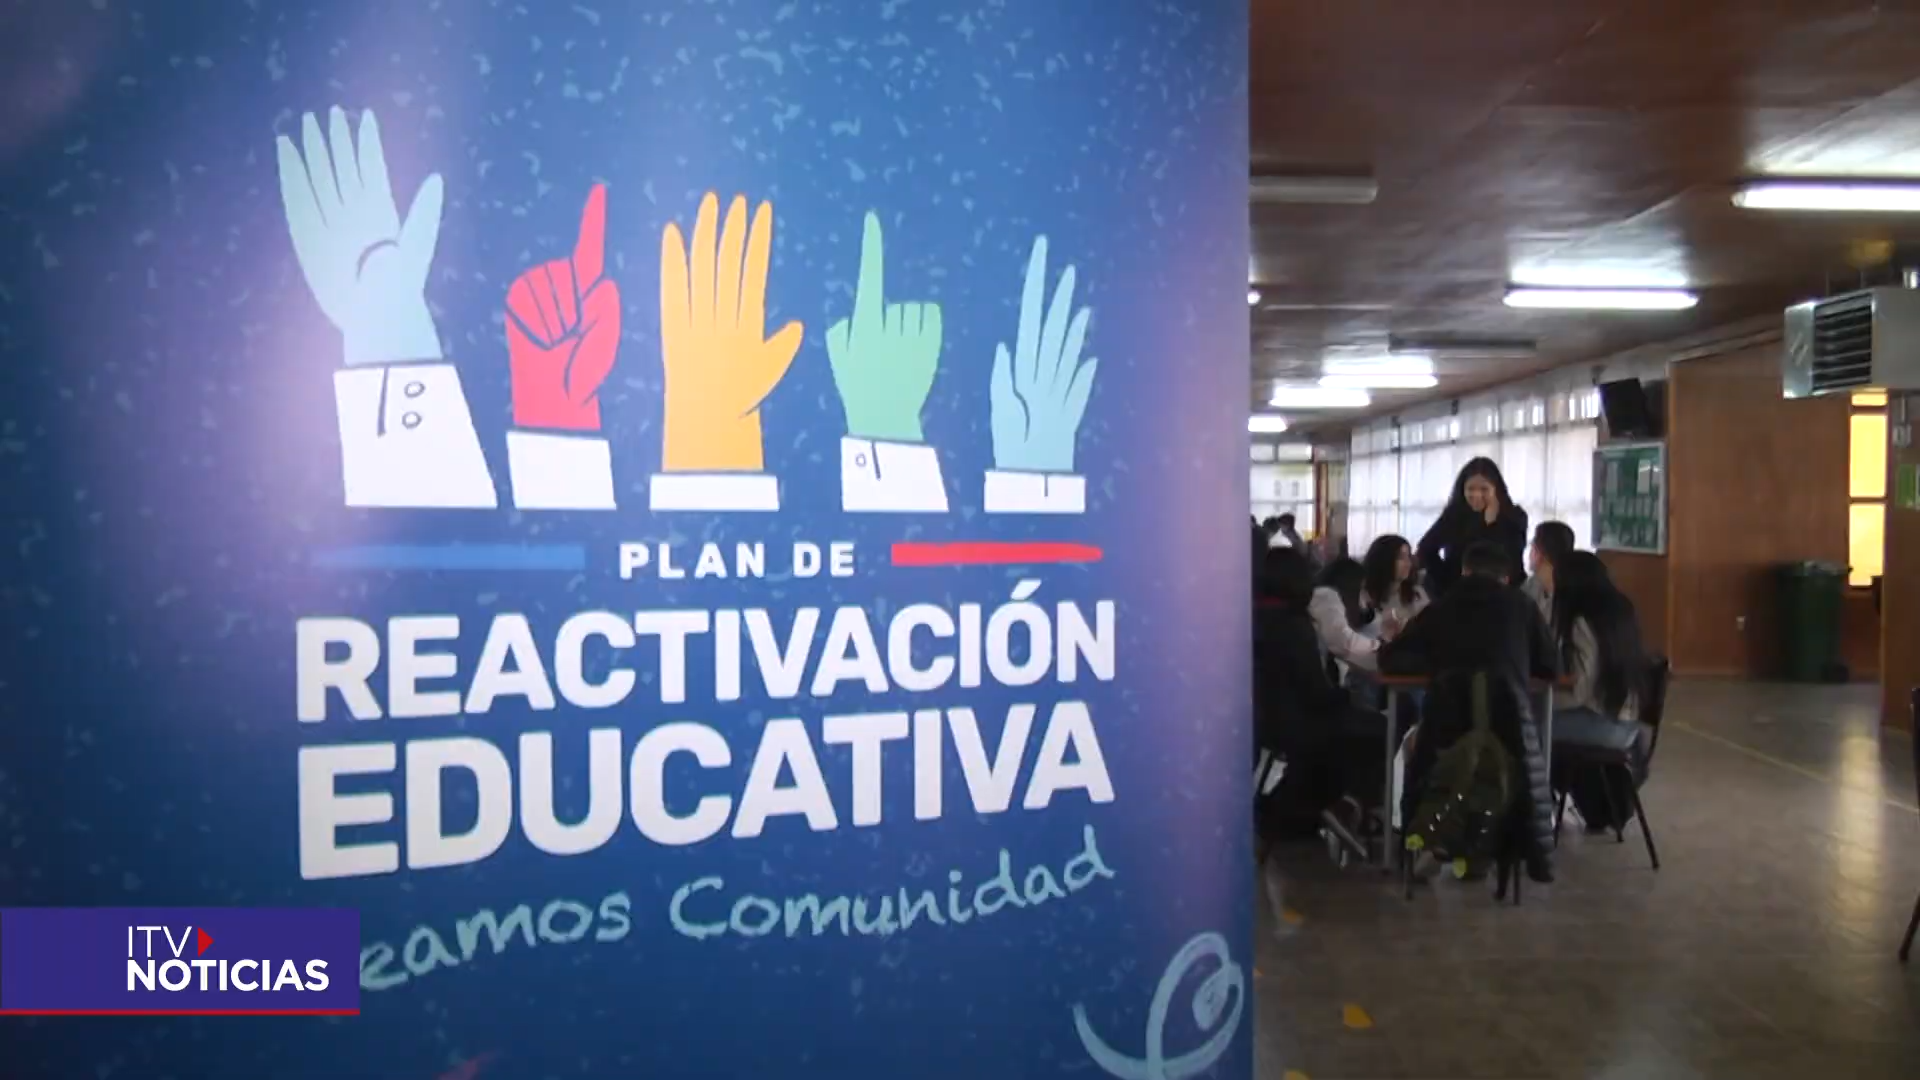 PLAN DE
REACTIVACIÓN
EDUCATIVA
Comunidad
ITV
NOTICIAS